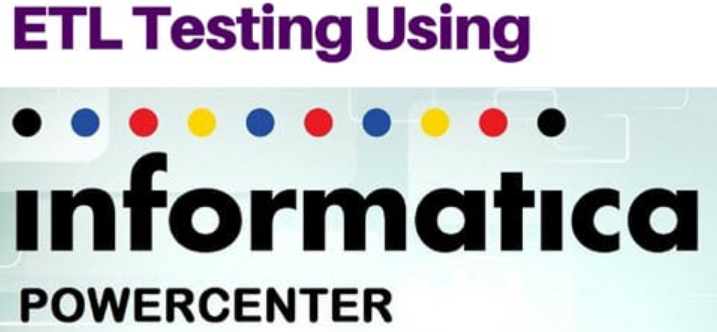 ETL Testing Using
informatica
POWERCENTER